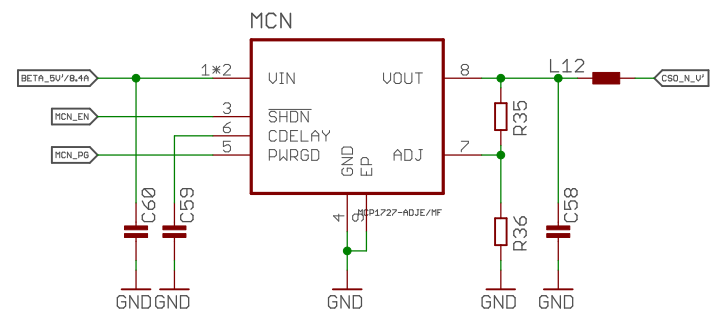 MCN
BETA_5V'/8.4A
1*2
VIN
VOUT
8
L12
CSO_N_V'
MCN_EN
3
SHDN
R35
6
CDELAY
MCN_PG
5
PWRGD
GND
EP
ADJ
7
C60
C59
4
9
MCP1727-ADJE/MF
R36
C58
GND
GND
GND
GND
GND